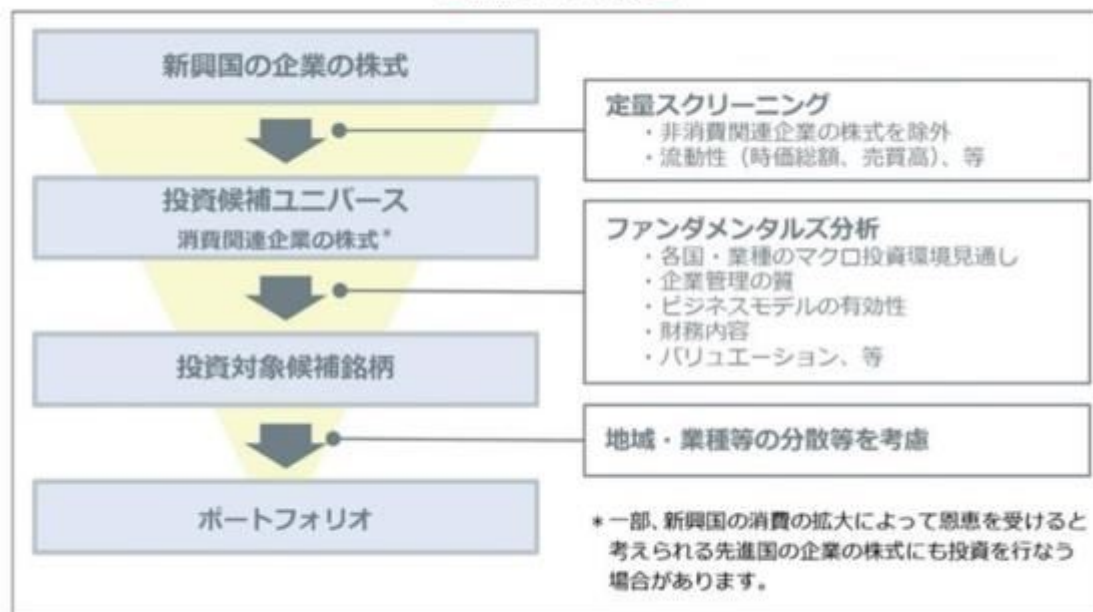 新興国の企業の株式
定量スクリーニング
・非消費関連企業の株式を除外
・流動性（時価総額、売買高）、等
投資候補ユニバース
消費関連企業の株式*
ファンダメンタルズ分析
・各国・業種のマクロ投資環境見通し
・企業管理の質
・ビジネスモデルの有効性
・財務内容
・バリュエーション、等
投資対象候補銘柄
地域・業種等の分散等を考慮
ポートフォリオ
*一部、新興国の消費の拡大によって恩恵を受けると
考えられる先進国の企業の株式にも投資を行なう
場合があります。